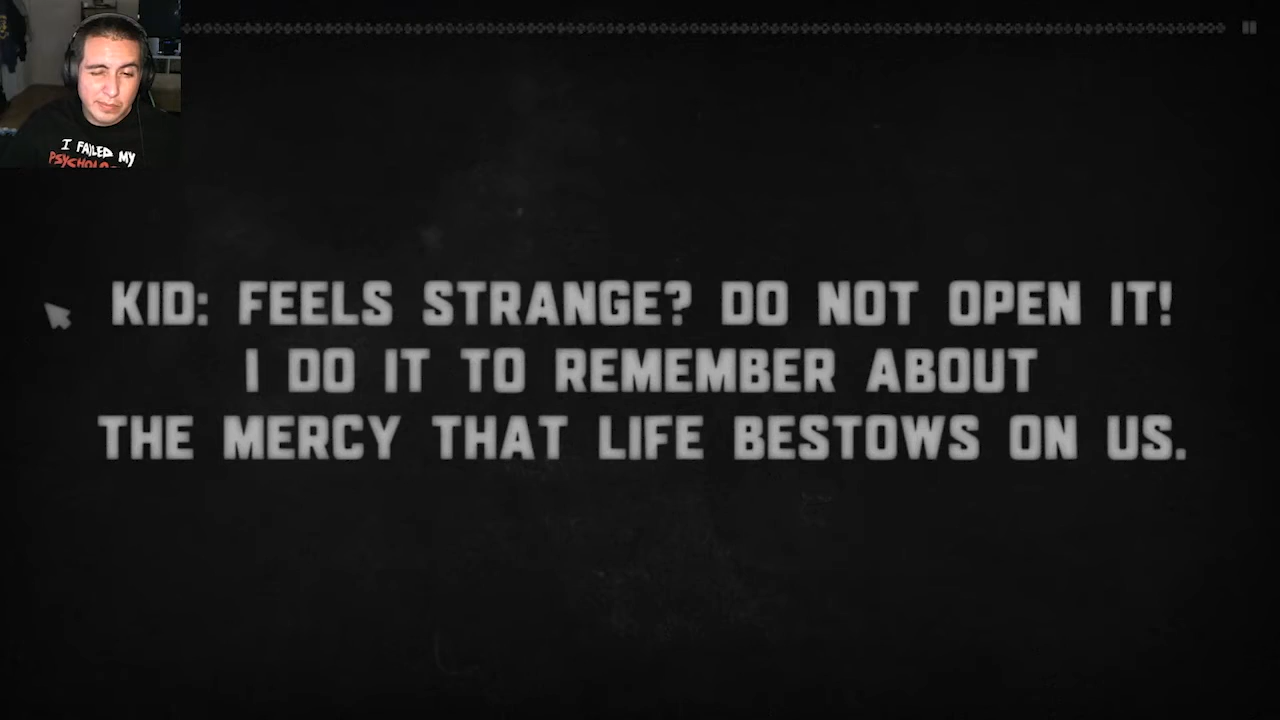 I FAILED MY
KID: FEELS STRANGE? DO NOT OPEN IT!
I DO IT TO REMEMBER ABOUT
THE MERCY THAT LIFE BESTOWS ON US.